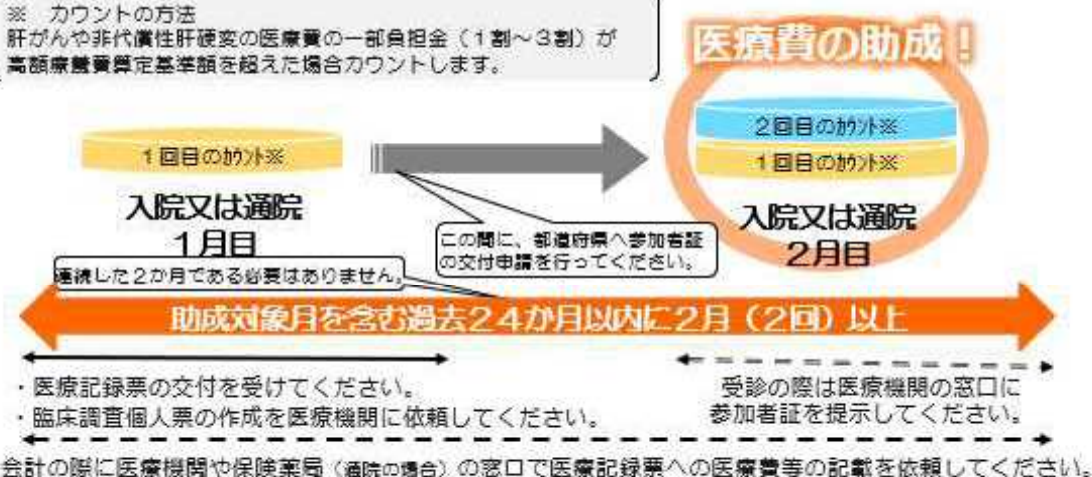 ※ カウントの方法
肝がんや非代償性肝硬変の医療費の一部負担金（１割～３割）が
高額療養費算定基準額を超えた場合カウントします。
医療費の助成！
１回目のｶｳﾝﾄ※
２回目のｶｳﾝﾄ※
１回目のｶｳﾝﾄ※
入院又は通院
１月目
この間に、都道府県へ参加者証
の交付申請を行ってください。
入院又は通院
２月目
連続した２か月である必要はありません。
助成対象月を含む過去２４か月以内に２月（２回）以上
・医療記録票の交付を受けてください。
・臨床調査個人票の作成を医療機関に依頼してください。
受診の際は医療機関の窓口に
参加者証を提示してください。
会計の際に医療機関や保険薬局（通院の場合）の窓口で医療記録票への医療費等の記載を依頼してください。